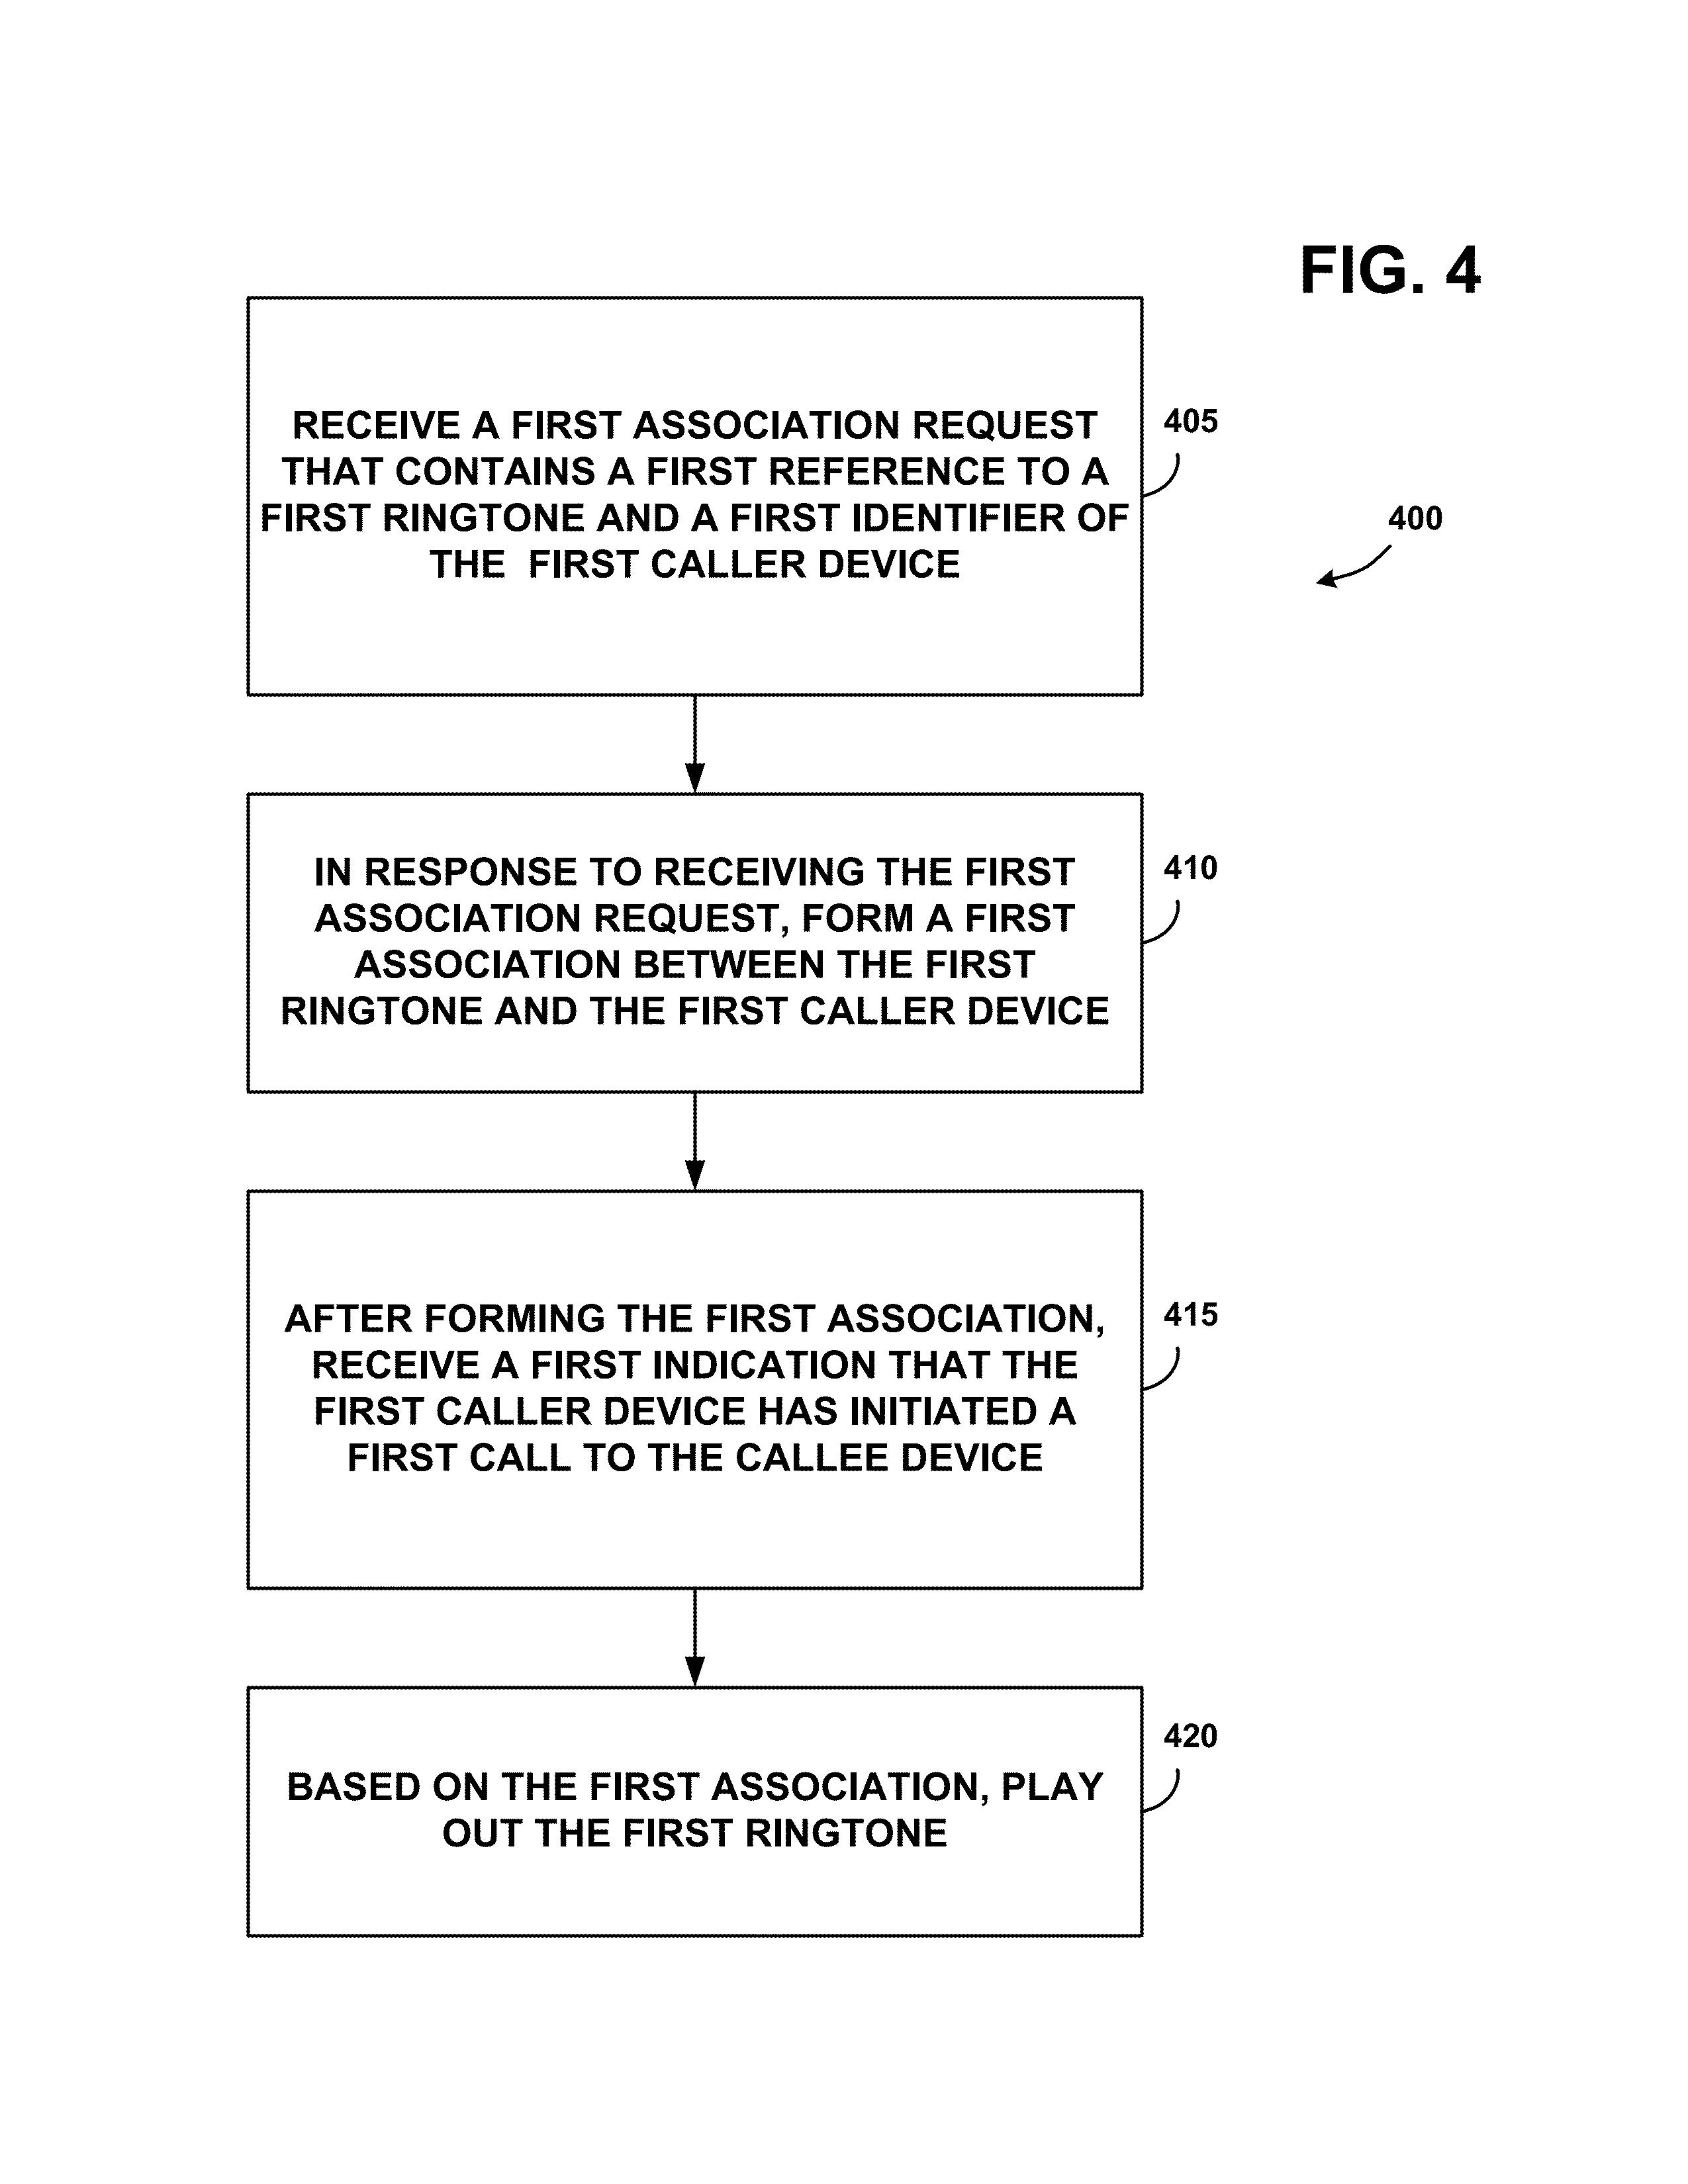 FIG. 4
RECEIVE A FIRST ASSOCIATION REQUEST
THAT CONTAINS A FIRST REFERENCE TO A
FIRST RINGTONE AND A FIRST IDENTIFIER OF
THE FIRST CALLER DEVICE
405
400
IN RESPONSE TO RECEIVING THE FIRST
ASSOCIATION REQUEST, FORM A FIRST
ASSOCIATION BETWEEN THE FIRST
RINGTONE AND THE FIRST CALLER DEVICE
410
AFTER FORMING THE FIRST ASSOCIATION,
RECEIVE A FIRST INDICATION THAT THE
FIRST CALLER DEVICE HAS INITIATED A
FIRST CALL TO THE CALLEE DEVICE
415
BASED ON THE FIRST ASSOCIATION, PLAY
OUT THE FIRST RINGTONE
420